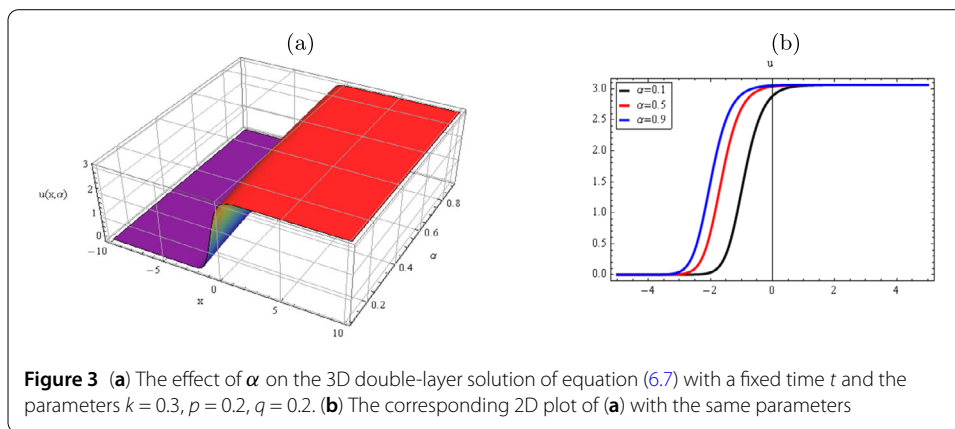 (a)
3
2
u(x,α)
1
0
−10
−5
x
0
5
10
0.2
0.4
α
0.6
0.8
(b)
u
3.0
2.5
2.0
1.5
1.0
0.5
0.0
α=0.1
α=0.5
α=0.9
−4 −2 0 2 4
Figure 3 (a) The effect of α on the 3D double-layer solution of equation (6.7) with a fixed time t and the
parameters k = 0.3, p = 0.2, q = 0.2. (b) The corresponding 2D plot of (a) with the same parameters